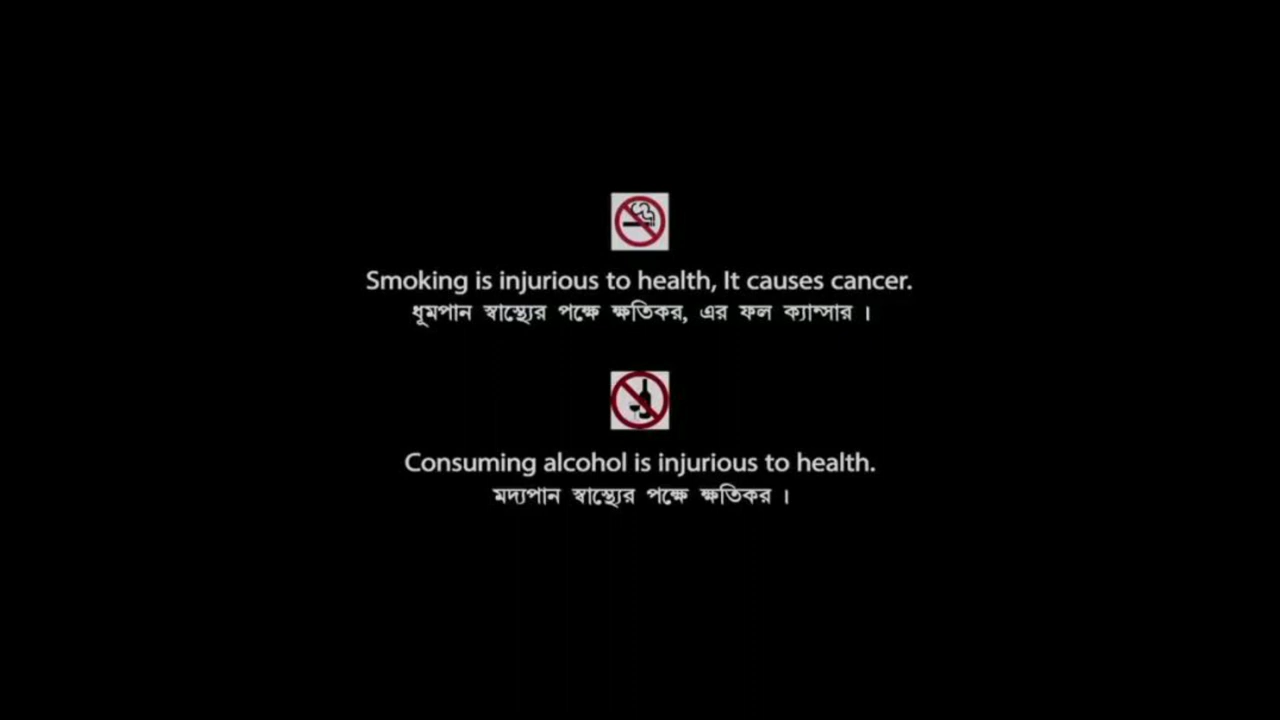 Smoking is injurious to health, It causes cancer.
ধূমপান স্বাস্থ্যের পক্ষে ক্ষতিকর, এর ফল ক্যান্সার ।
Consuming alcohol is injurious to health.
মদ্যপান স্বাস্থ্যের পক্ষে ক্ষতিকর ।